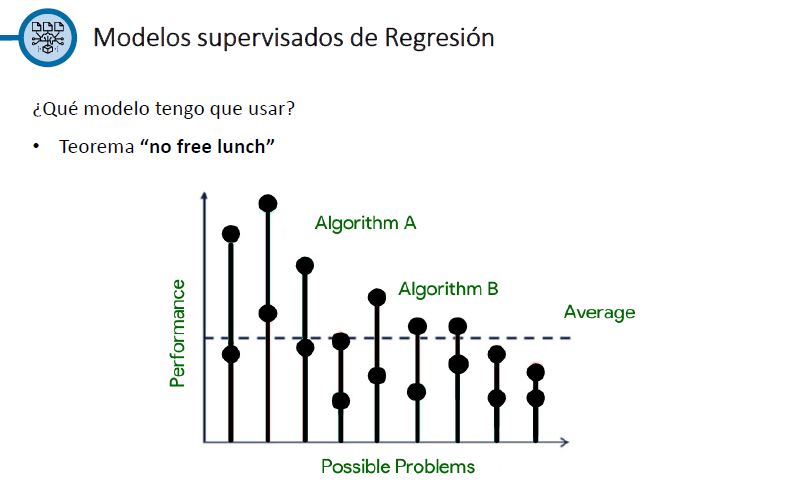 Modelos supervisados de Regresión
¿Qué modelo tengo que usar?
• Teorema “no free lunch”
Algorithm A
Algorithm B
Average
Performance
Possible Problems